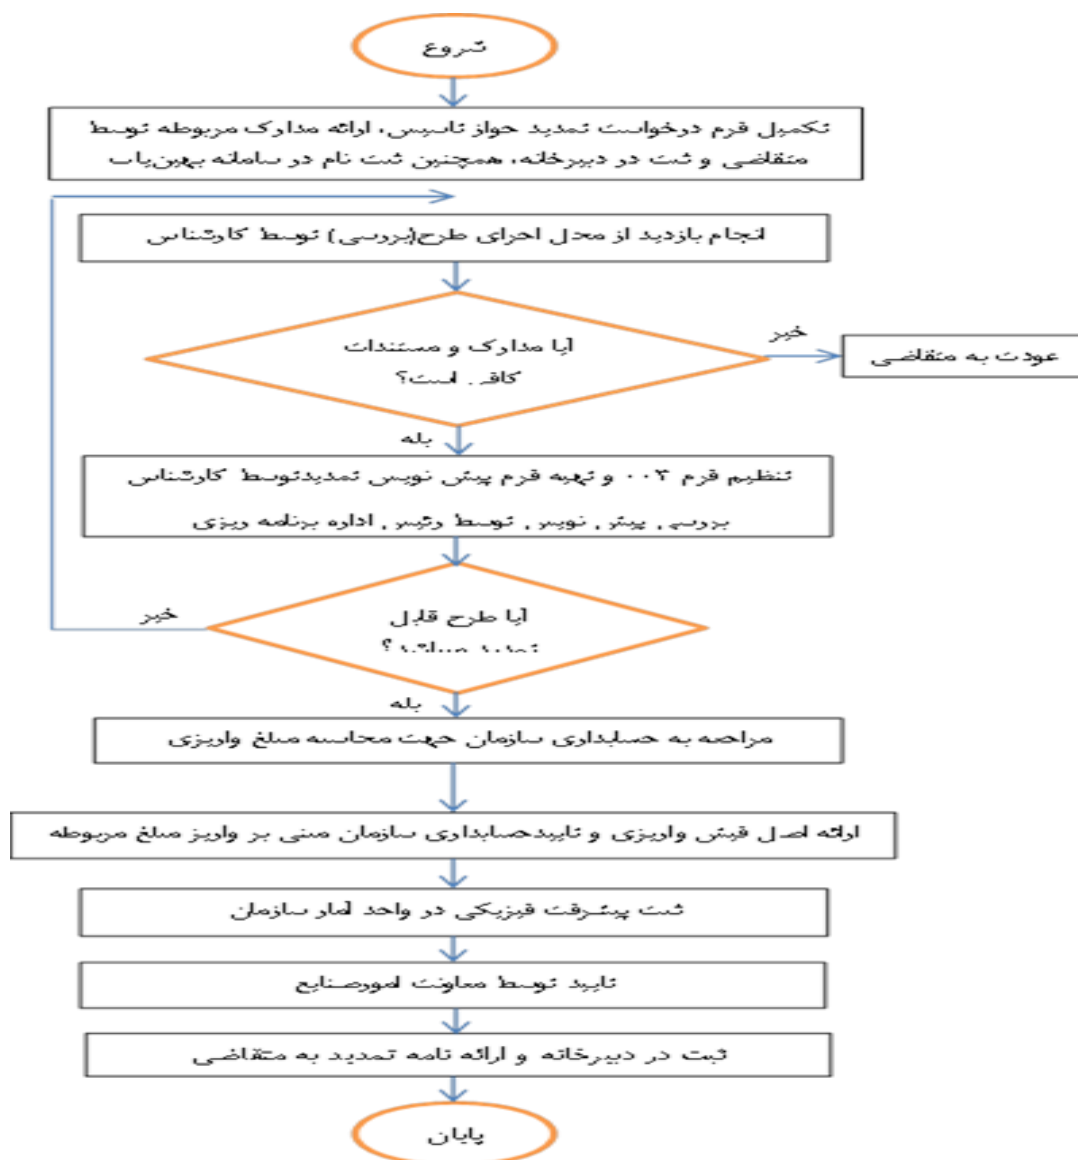 شروع
تکمیل فرم درخواست تمدید جواز تاسیس، ارائه مدارک مربوطه توسط
متقاضی و ثبت در دبیرخانه، همچنین ثبت نام در سامانه بهین‌یاب
انجام بازدید از محل اجرای طرح(بررسی) توسط کارشناس
آیا مدارک و مستندات
کافی است؟
خیر
عودت به متقاضی
بله
تنظیم فرم ۰۰۴ و تهیه فرم پیش نویس تمدیدتوسط کارشناس
بررسی پیش نویس توسط رئیس اداره برنامه ریزی
آیا طرح قابل
تمدید میباشد؟
خیر
بله
مراجعه به حسابداری سازمان جهت محاسبه مبلغ واریزی
ارائه اصل فیش واریزی و تاییدحسابداری سازمان مبنی بر واریز مبلغ مربوطه
ثبت پیشرفت فیزیکی در واحد آمار سازمان
تایید توسط معاونت امورصنایع
ثبت در دبیرخانه و ارائه نامه تمدید به متقاضی
پایان